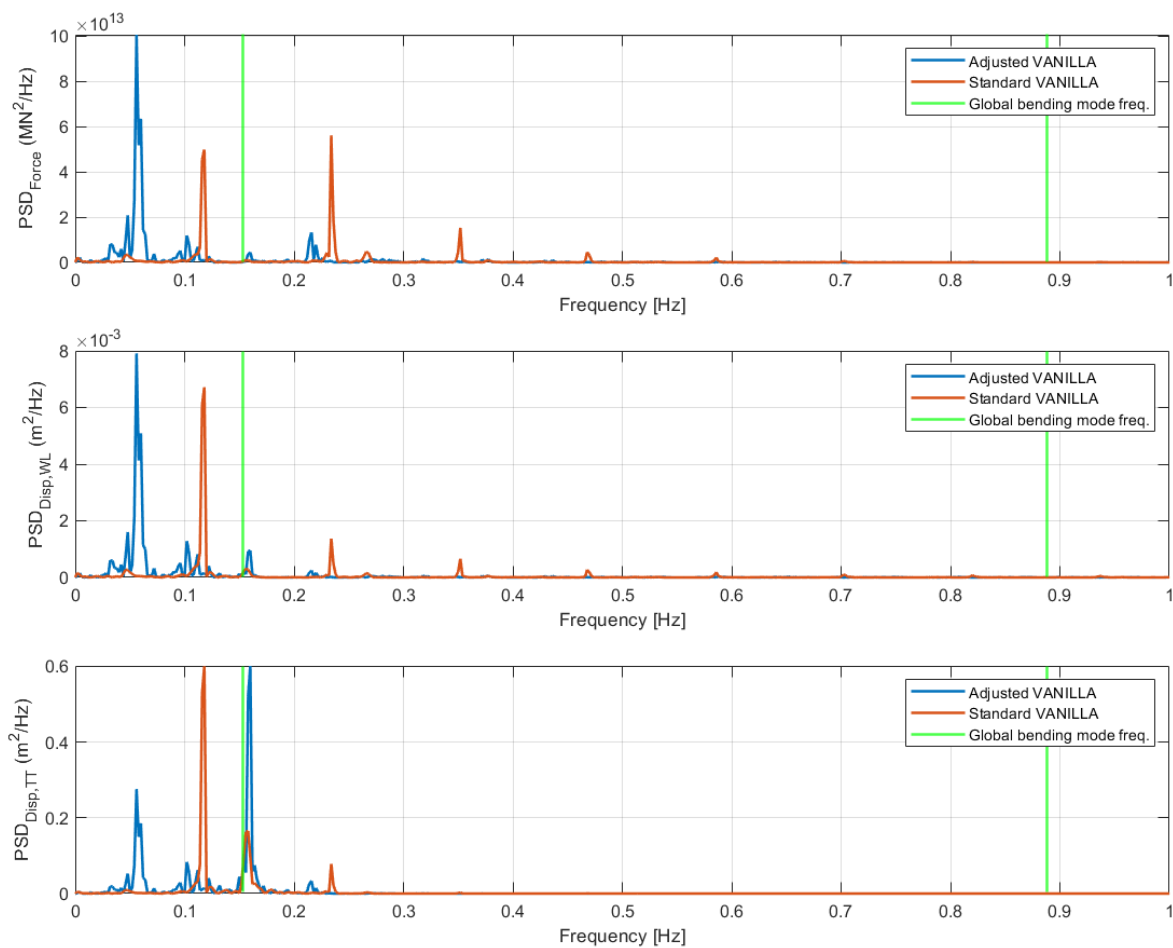 ×10^13
10
8
6
4
2
0
PSD_Force (MN^2/Hz)
Adjusted VANILLA
Standard VANILLA
Global bending mode freq.
0 0.1 0.2 0.3 0.4 0.5 0.6 0.7 0.8 0.9 1
Frequency [Hz]
×10^-3
8
6
4
2
0
PSD_Disp,WL (m^2/Hz)
Adjusted VANILLA
Standard VANILLA
Global bending mode freq.
0 0.1 0.2 0.3 0.4 0.5 0.6 0.7 0.8 0.9 1
Frequency [Hz]
0.6
0.4
0.2
0
PSD_Disp,TT (m^2/Hz)
Adjusted VANILLA
Standard VANILLA
Global bending mode freq.
0 0.1 0.2 0.3 0.4 0.5 0.6 0.7 0.8 0.9 1
Frequency [Hz]